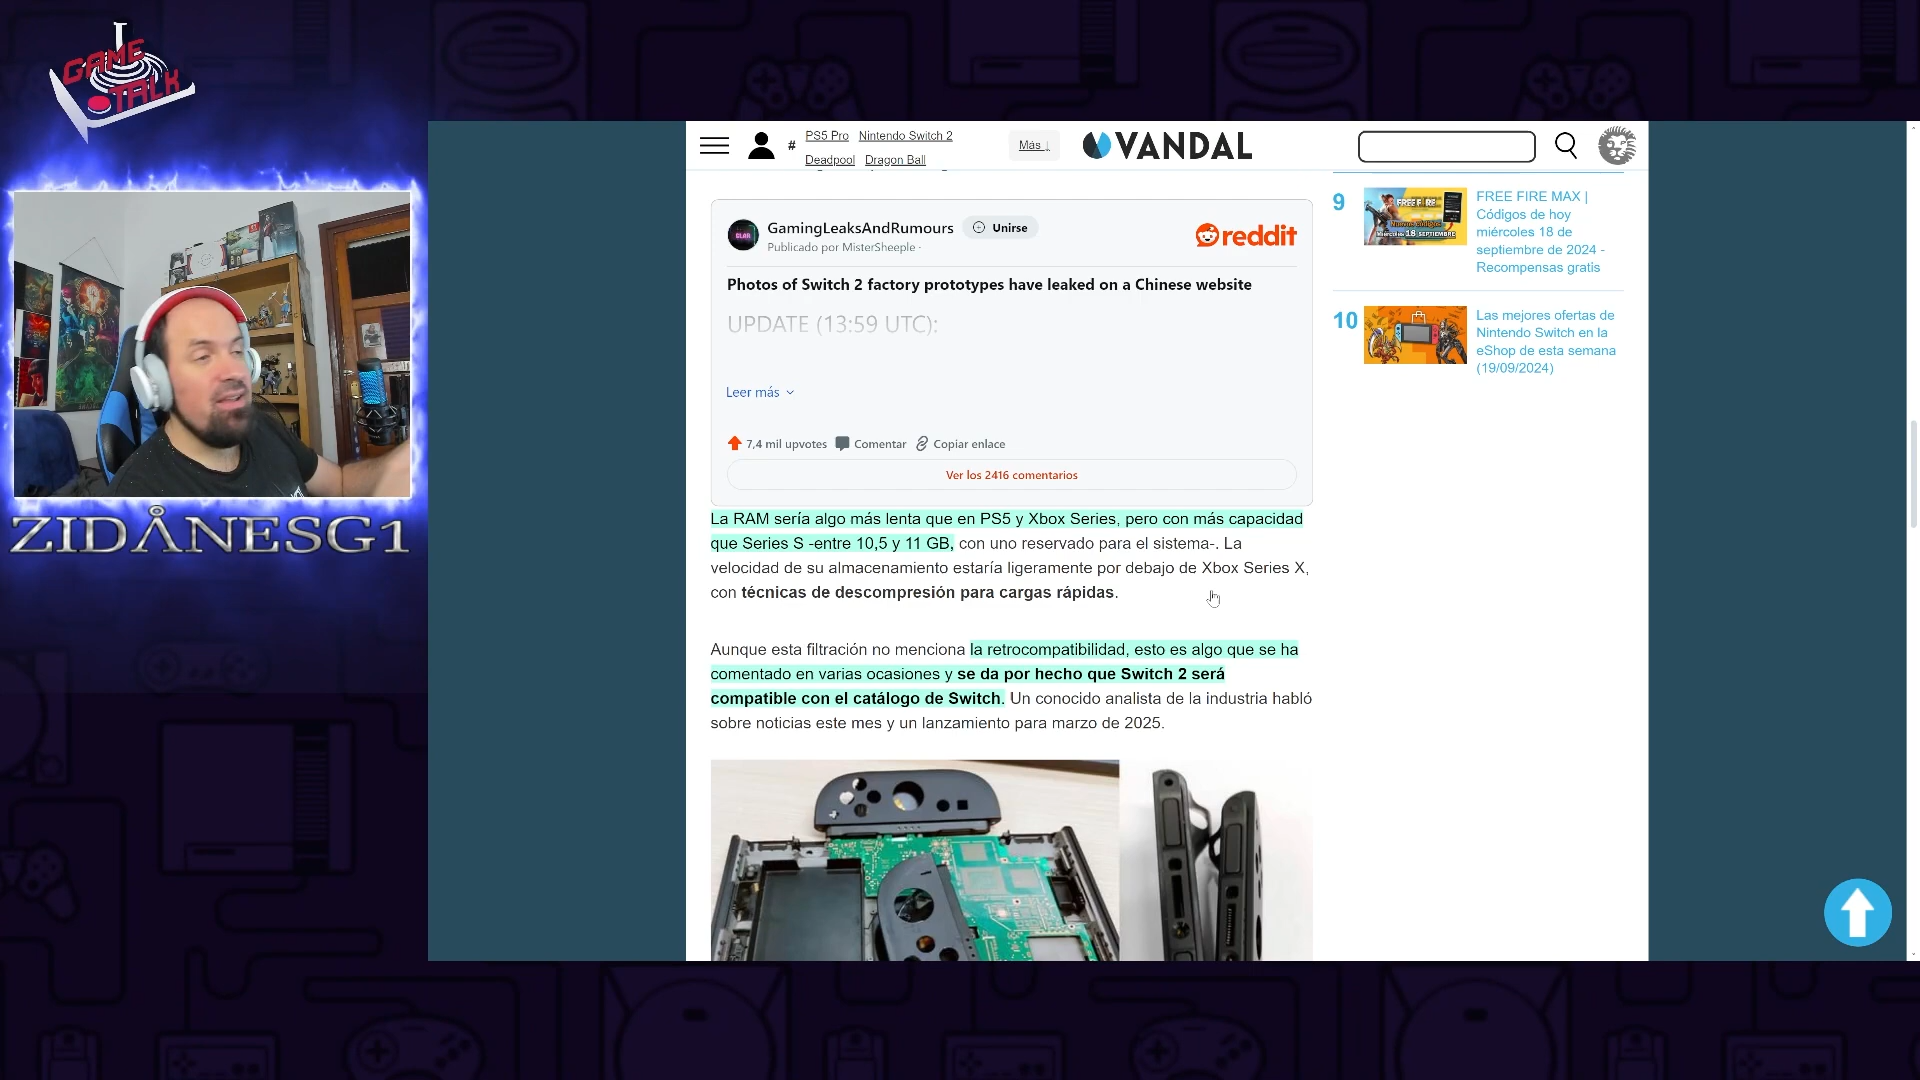 GAME
TALK
ZIDÅNESG1
#
PS5 Pro Nintendo Switch 2
Deadpool Dragon Ball
Más ↓
VANDAL
GLAR
GamingLeaksAndRumours
Unirse
Publicado por MisterSheeple ·
reddit
Photos of Switch 2 factory prototypes have leaked on a Chinese website
UPDATE (13:59 UTC):
Leer más
7,4 mil upvotes Comentar Copiar enlace
Ver los 2416 comentarios
La RAM sería algo más lenta que en PS5 y Xbox Series, pero con más capacidad
que Series S -entre 10,5 y 11 GB, con uno reservado para el sistema-. La
velocidad de su almacenamiento estaría ligeramente por debajo de Xbox Series X,
con técnicas de descompresión para cargas rápidas.
Aunque esta filtración no menciona la retrocompatibilidad, esto es algo que se ha
comentado en varias ocasiones y se da por hecho que Switch 2 será
compatible con el catálogo de Switch. Un conocido analista de la industria habló
sobre noticias este mes y un lanzamiento para marzo de 2025.
9
FREE FIRE
FREE FIRE MAX |
Códigos de hoy
miércoles 18 de
septiembre de 2024 -
Recompensas gratis
10
Las mejores ofertas de
Nintendo Switch en la
eShop de esta semana
(19/09/2024)